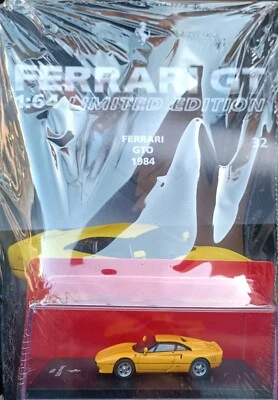 FERRARI GT
1:64 LIMITED EDITION
32
FERRARI
GTO
1984